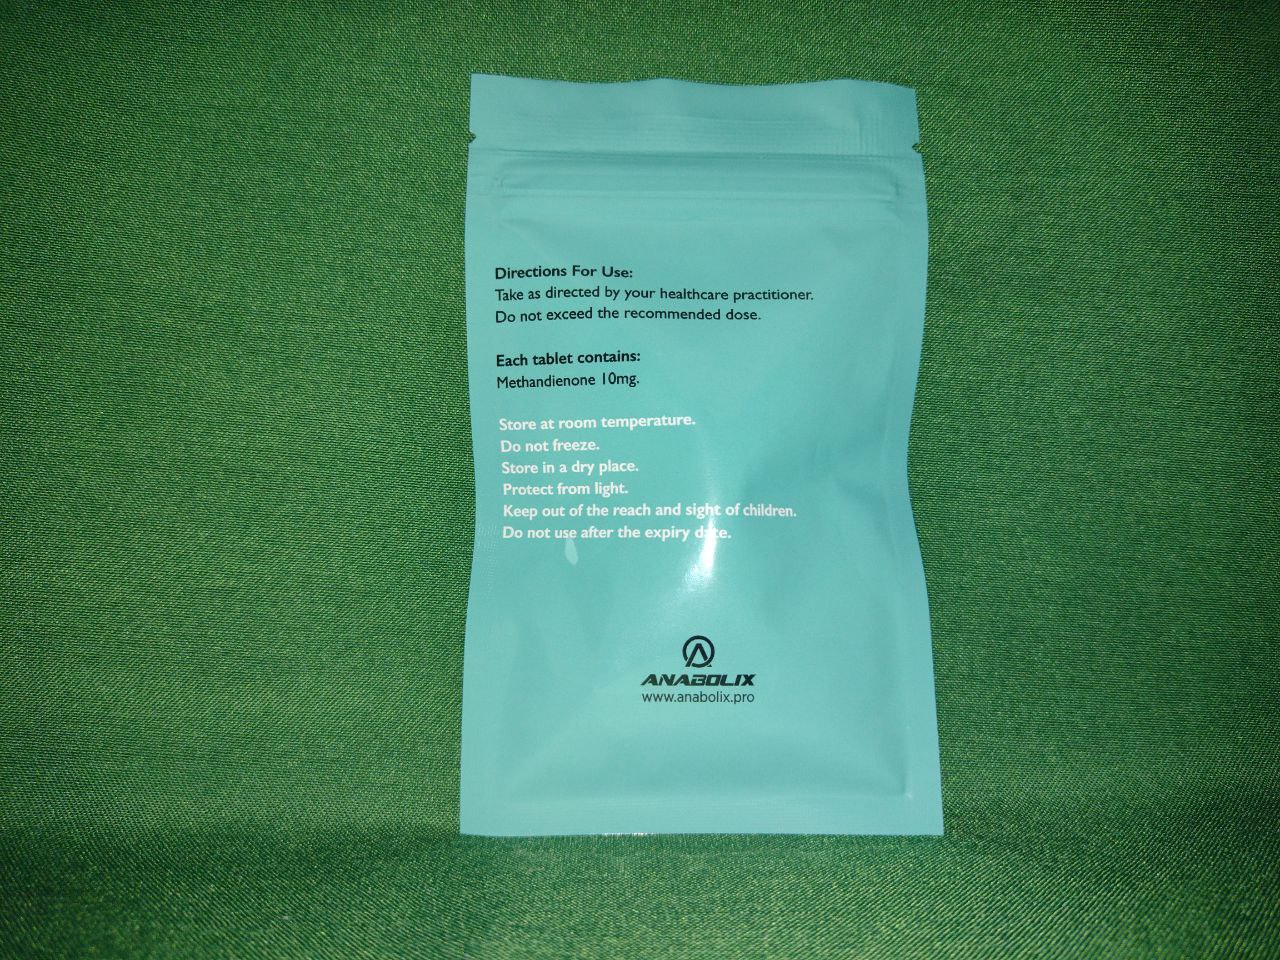 Directions For Use:
Take as directed by your healthcare practitioner.
Do not exceed the recommended dose.
Each tablet contains:
Methandienone 10mg.
Store at room temperature.
Do not freeze.
Store in a dry place.
Protect from light.
Keep out of the reach and sight of children.
Do not use after the expiry date.
ANABOLIX
www.anabolix.pro